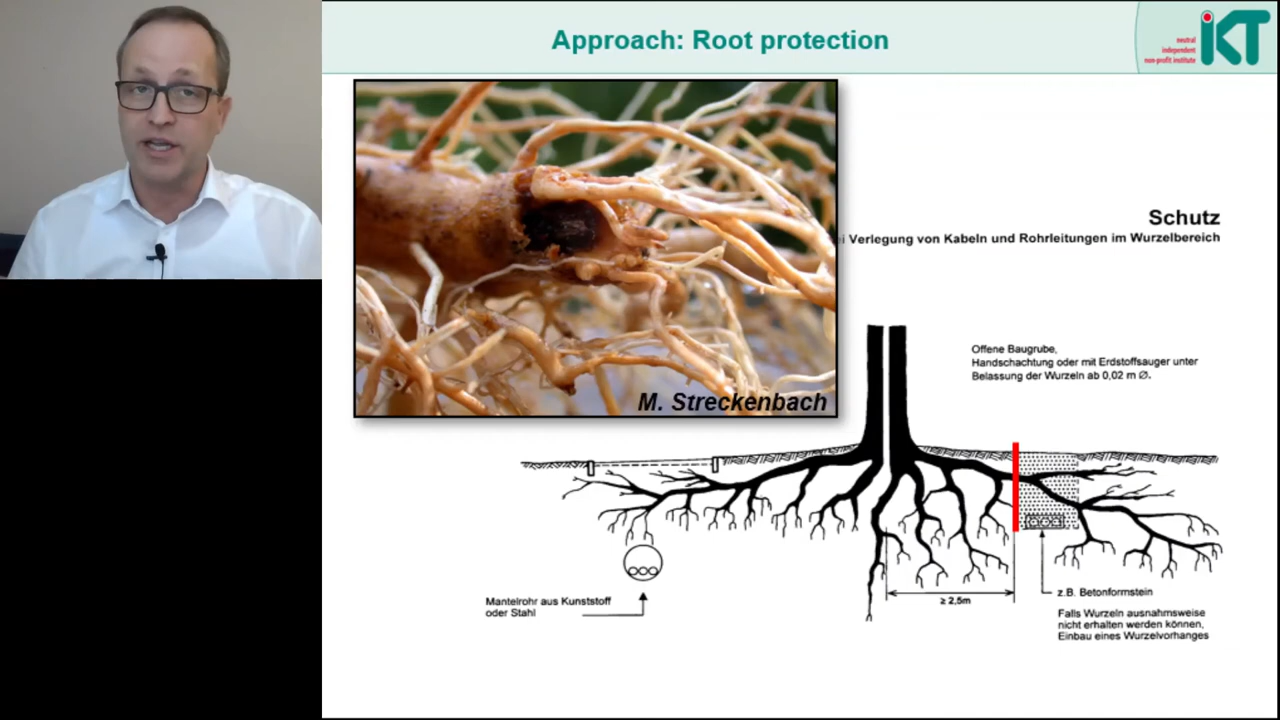 Approach: Root protection
neutral
independent
non-profit institute
iKT
M. Streckenbach
Schutz
Verlegung von Kabeln und Rohrleitungen im Wurzelbereich
Offene Baugrube,
Handschachtung oder mit Erdstoffsauger unter
Belassung der Wurzeln ab 0,02 m Ø.
Mantelrohr aus Kunststoff
oder Stahl
≥ 2,5m
z.B. Betonformstein
Falls Wurzeln ausnahmsweise
nicht erhalten werden können,
Einbau eines Wurzelvorhanges